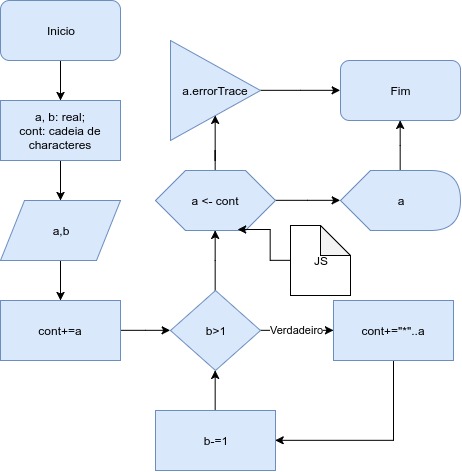 Inicio
a.errorTrace
Fim
a, b: real;
cont: cadeia de
characteres
a <- cont
a
a,b
JS
cont+=a
b>1
Verdadeiro
cont+="*"..a
b-=1